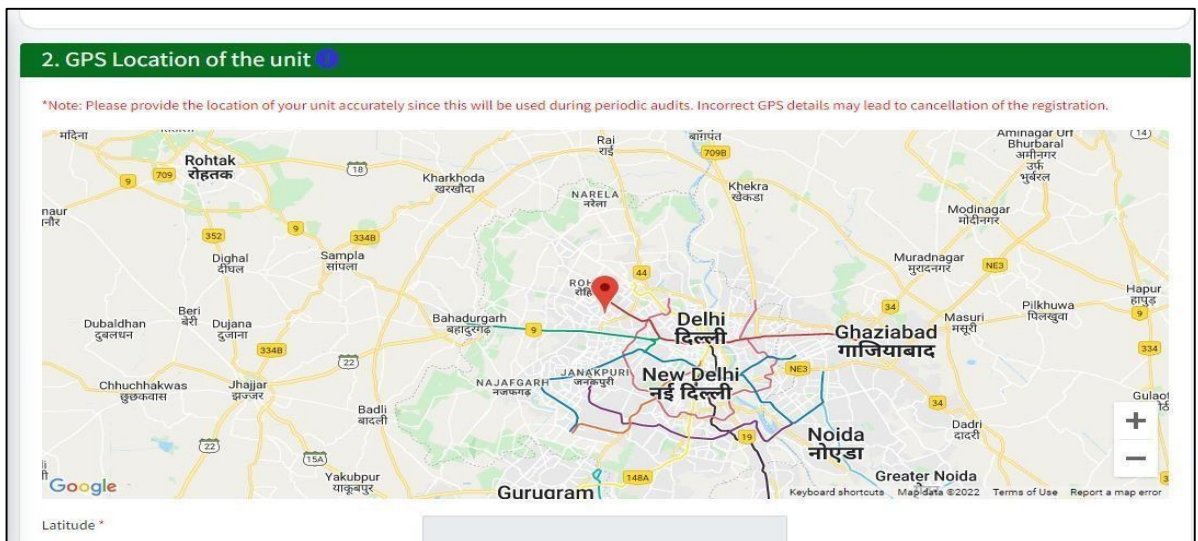 2. GPS Location of the unit
*Note: Please provide the location of your unit accurately since this will be used during periodic audits. Incorrect GPS details may lead to cancellation of the registration.
मदिना
Rohtak
रोहतक
9
709
18
Kharkhoda
खरखौदा
Rai
राई
NARELA
नरेला
बाग़पत
709B
Khekra
खेकडा
Aminagar Urf
Bhurbaral
अमीनगर
उर्फ़
भुर्बरल
14
Modinagar
मोदीनगर
352
9
334B
Dighal
दीघल
Sampla
सांपला
44
Muradnagar
मुरादनगर
NE3
Hapur
हापुड़
9
Beri
बेरी
Dubaldhan
दुबलधन
Dujana
दुजाना
334B
Bahadurgarh
बहादुरगढ़
9
Delhi
दिल्ली
34
Ghaziabad
गाजियाबाद
Masuri
मसूरी
Pilkhuwa
पिलखुवा
334
22
Chhuchhakwas
छुछकवास
Jhajjar
झज्जर
NAJAFGARH
नजफगढ़
JANAKPURI
जनकपुरी
New Delhi
नई दिल्ली
NE3
34
Badli
बादली
22
15A
Yakubpur
याकूबपुर
19
Noida
नोएडा
Dadri
दादरी
+
−
148A
Gurugram
Greater Noida
Google
Keyboard shortcuts
Map data ©2022
Terms of Use
Report a map error
Latitude *